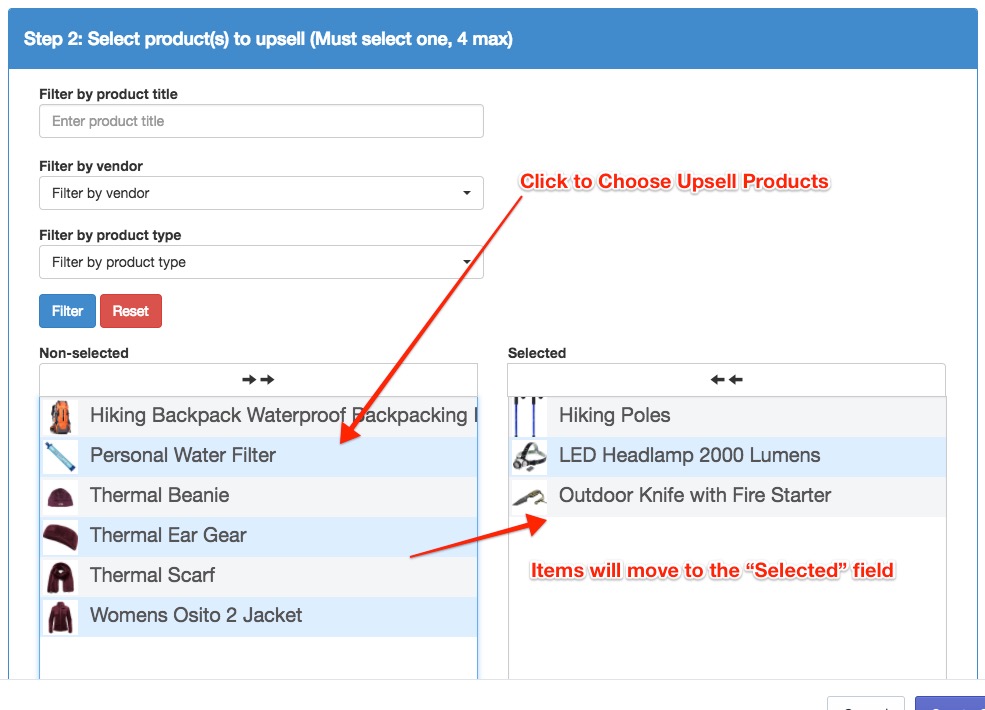 Step 2: Select product(s) to upsell (Must select one, 4 max)
Filter by product title
Enter product title
Filter by vendor
Filter by vendor
Click to Choose Upsell Products
Filter by product type
Filter by product type
Filter Reset
Non-selected
Selected
Hiking Backpack Waterproof Backpacking
Hiking Poles
Personal Water Filter
LED Headlamp 2000 Lumens
Thermal Beanie
Outdoor Knife with Fire Starter
Thermal Ear Gear
Items will move to the “Selected” field
Thermal Scarf
Womens Osito 2 Jacket